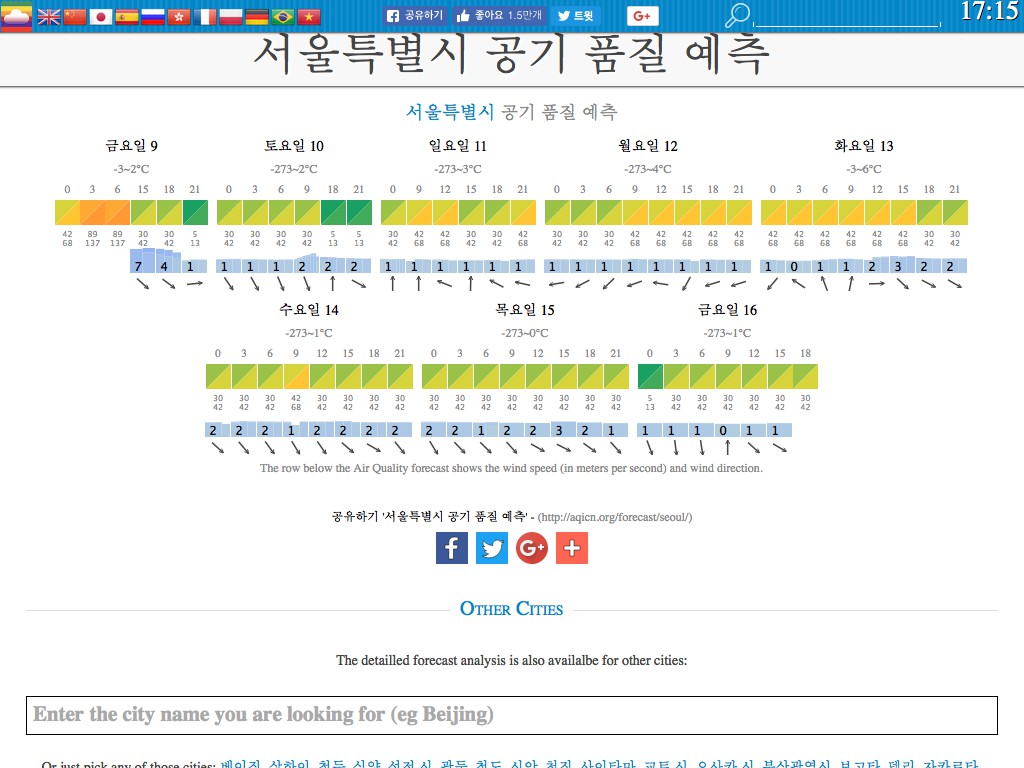 공유하기 좋아요 1.5만개 트윗 G+ 17:15
서울특별시 공기 품질 예측
서울특별시 공기 품질 예측
금요일 9 토요일 10 일요일 11 월요일 12 화요일 13
-3~2°C -273~2°C -273~3°C -273~4°C -3~6°C
0 3 6 15 18 21 0 3 6 9 18 21 0 9 12 15 18 21 0 3 6 9 12 15 18 21 0 3 6 9 12 15 18 21
42 89 89 30 30 5 30 30 30 30 5 5 30 42 42 30 30 42 30 30 30 42 42 42 42 42 42 42 42 42 42 42 30 30
68 137 137 42 42 13 42 42 42 42 13 13 42 68 68 42 42 68 42 42 42 68 68 68 68 68 68 68 68 68 68 68 42 42
7 4 1 1 1 1 2 2 2 1 1 1 1 1 1 1 1 1 1 1 1 1 1 1 0 1 1 2 3 2 2
수요일 14 목요일 15 금요일 16
-273~1°C -273~0°C -273~1°C
0 3 6 9 12 15 18 21 0 3 6 9 12 15 18 21 0 3 6 9 12 15 18
30 30 30 42 30 30 30 30 30 30 30 30 30 30 30 30 5 30 30 30 30 30 30
42 42 42 68 42 42 42 42 42 42 42 42 42 42 42 42 13 42 42 42 42 42 42
2 2 2 1 2 2 2 2 2 2 1 2 2 3 2 1 1 1 1 0 1 1
The row below the Air Quality forecast shows the wind speed (in meters per second) and wind direction.
공유하기 '서울특별시 공기 품질 예측' - (http://aqicn.org/forecast/seoul/)
f G+ +
Other Cities
The detailled forecast analysis is also availalbe for other cities:
Enter the city name you are looking for (eg Beijing)
Or just pick any of those cities: 베이징, 상하이, 청두, 심양, 선전 시, 광둥, 청도, 시안, 천진, 사이타마, 교토 시, 오사카 시, 부산광역시, 보고타, 델리, 자카르타,